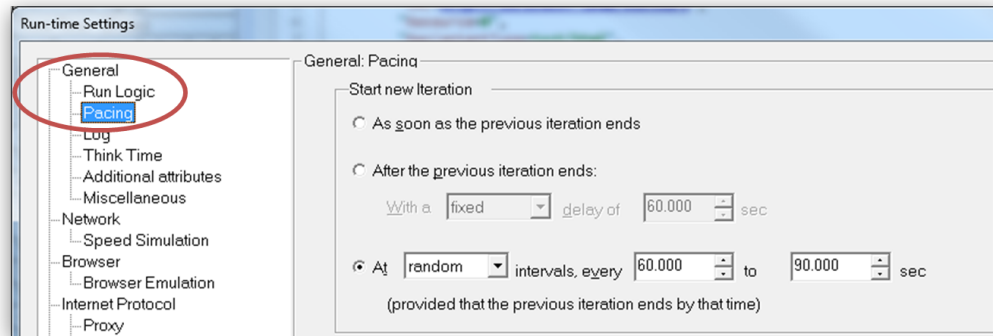 Run-time Settings
General
Run Logic
Pacing
Log
Think Time
Additional attributes
Miscellaneous
Network
Speed Simulation
Browser
Browser Emulation
Internet Protocol
Proxy
General: Pacing
Start new Iteration
As soon as the previous iteration ends
After the previous iteration ends:
With a fixed delay of 60.000 sec
At random intervals, every 60.000 to 90.000 sec
(provided that the previous iteration ends by that time)